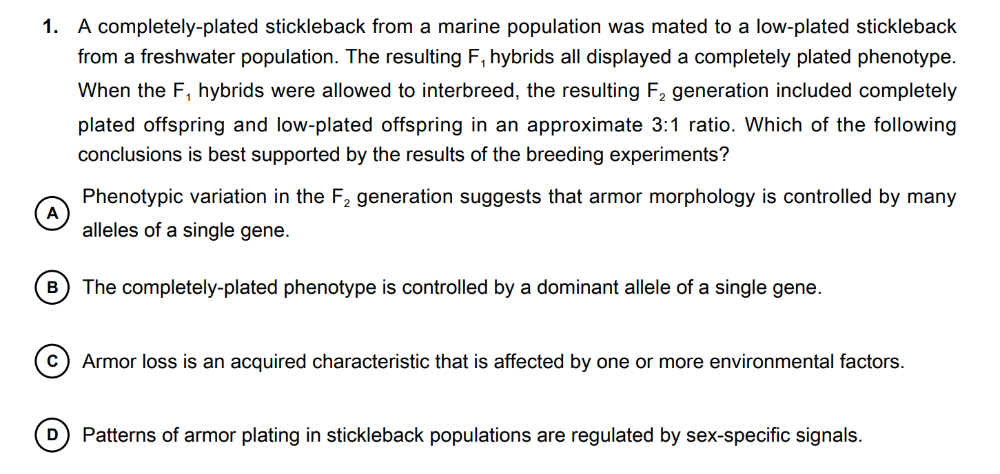 1. A completely-plated stickleback from a marine population was mated to a low-plated stickleback
from a freshwater population. The resulting F₁ hybrids all displayed a completely plated phenotype.
When the F₁ hybrids were allowed to interbreed, the resulting F₂ generation included completely
plated offspring and low-plated offspring in an approximate 3:1 ratio. Which of the following
conclusions is best supported by the results of the breeding experiments?
A Phenotypic variation in the F₂ generation suggests that armor morphology is controlled by many
alleles of a single gene.
B The completely-plated phenotype is controlled by a dominant allele of a single gene.
C Armor loss is an acquired characteristic that is affected by one or more environmental factors.
D Patterns of armor plating in stickleback populations are regulated by sex-specific signals.